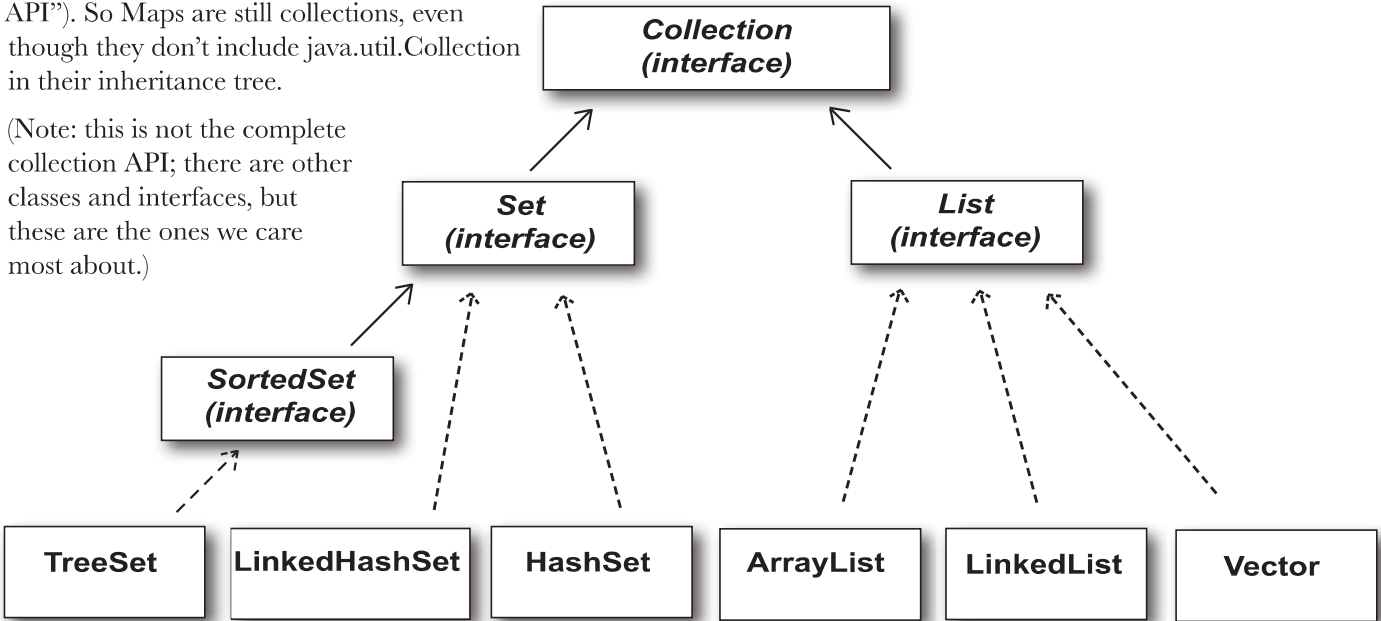 API”). So Maps are still collections, even
though they don’t include java.util.Collection
in their inheritance tree.
(Note: this is not the complete
collection API; there are other
classes and interfaces, but
these are the ones we care
most about.)
Collection
(interface)
Set
(interface)
List
(interface)
SortedSet
(interface)
TreeSet
LinkedHashSet
HashSet
ArrayList
LinkedList
Vector